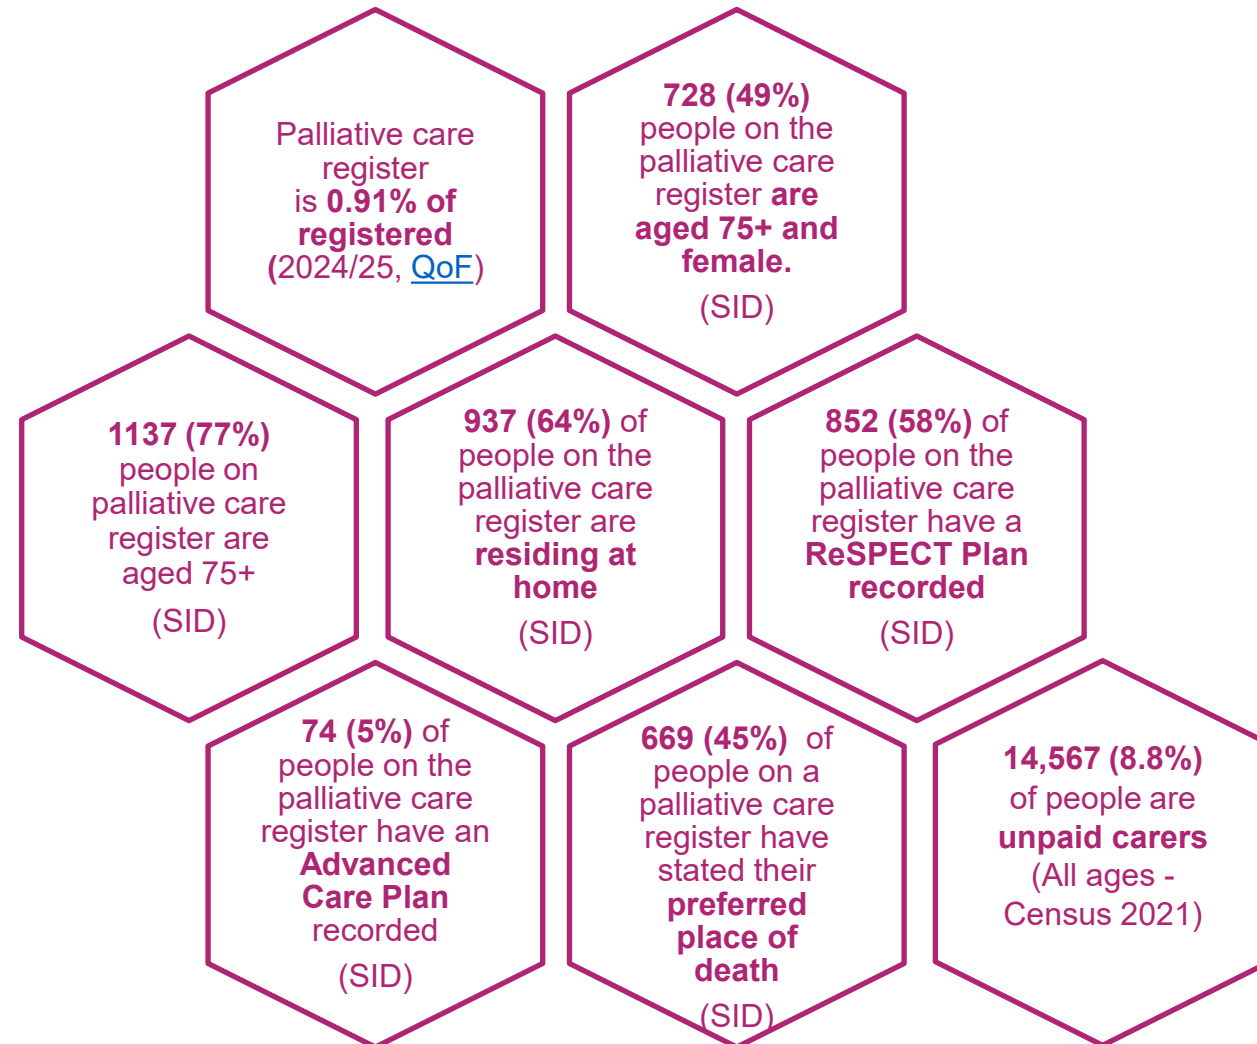 Palliative care
register
is 0.91% of
registered
(2024/25, QoF)
728 (49%)
people on the
palliative care
register are
aged 75+ and
female.
(SID)
1137 (77%)
people on
palliative care
register are
aged 75+
(SID)
937 (64%) of
people on the
palliative care
register are
residing at
home
(SID)
852 (58%) of
people on the
palliative care
register have a
ReSPECT Plan
recorded
(SID)
74 (5%) of
people on the
palliative care
register have an
Advanced
Care Plan
recorded
(SID)
669 (45%) of
people on a
palliative care
register have
stated their
preferred
place of
death
(SID)
14,567 (8.8%)
of people are
unpaid carers
(All ages -
Census 2021)